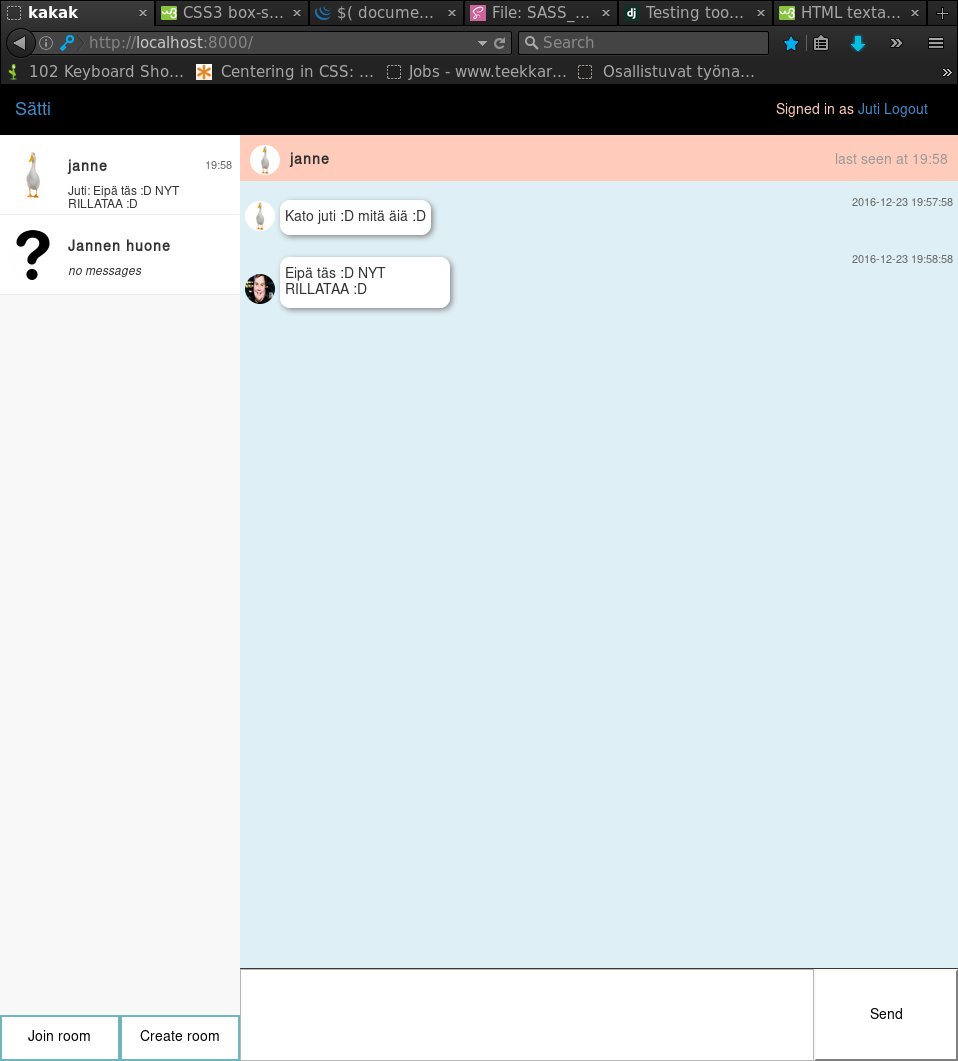 kakak × CSS3 box-s... × $( docume... × File: SASS_... × Testing too... × HTML texta... × +
http://localhost:8000/ Search
102 Keyboard Sho... Centering in CSS: ... Jobs - www.teekkar... Osallistuvat työna... »
Sätti
Signed in as Juti Logout
janne 19:58
Juti: Eipä täs :D NYT
RILLATAA :D
Jannen huone
no messages
Join room
Create room
janne
last seen at 19:58
Kato juti :D mitä äiä :D
2016-12-23 19:57:58
Eipä täs :D NYT
RILLATAA :D
2016-12-23 19:58:58
Send